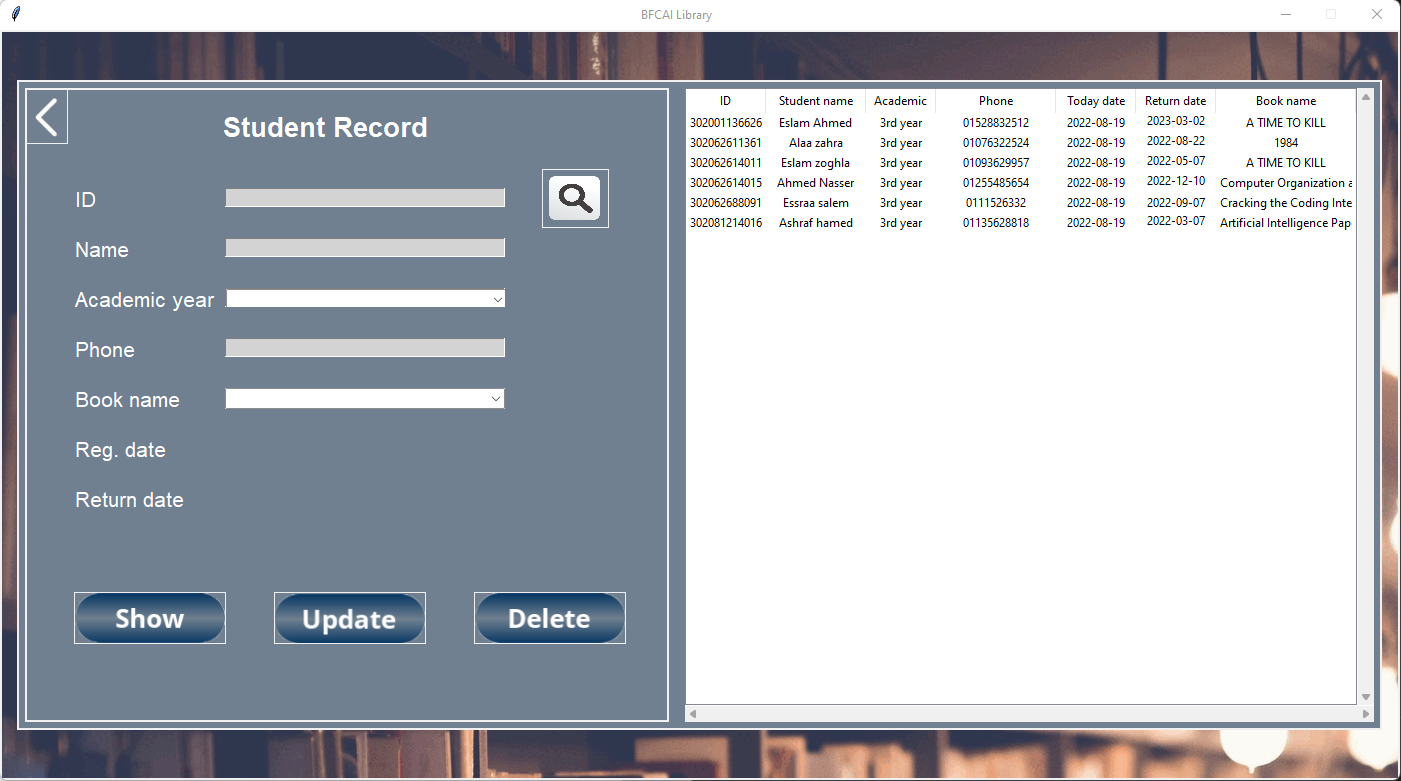 BFCAI Library
Student Record
ID
Name
Academic year
Phone
Book name
Reg. date
Return date
Show Update Delete
ID Student name Academic Phone Today date Return date Book name
302001136626 Eslam Ahmed 3rd year 01528832512 2022-08-19 2023-03-02 A TIME TO KILL
302062611361 Alaa zahra 3rd year 01076322524 2022-08-19 2022-08-22 1984
302062614011 Eslam zoghla 3rd year 01093629957 2022-08-19 2022-05-07 A TIME TO KILL
302062614015 Ahmed Nasser 3rd year 01255485654 2022-08-19 2022-12-10 Computer Organization a
302062688091 Essraa salem 3rd year 0111526332 2022-08-19 2022-09-07 Cracking the Coding Inte
302081214016 Ashraf hamed 3rd year 01135628818 2022-08-19 2022-03-07 Artificial Intelligence Pap